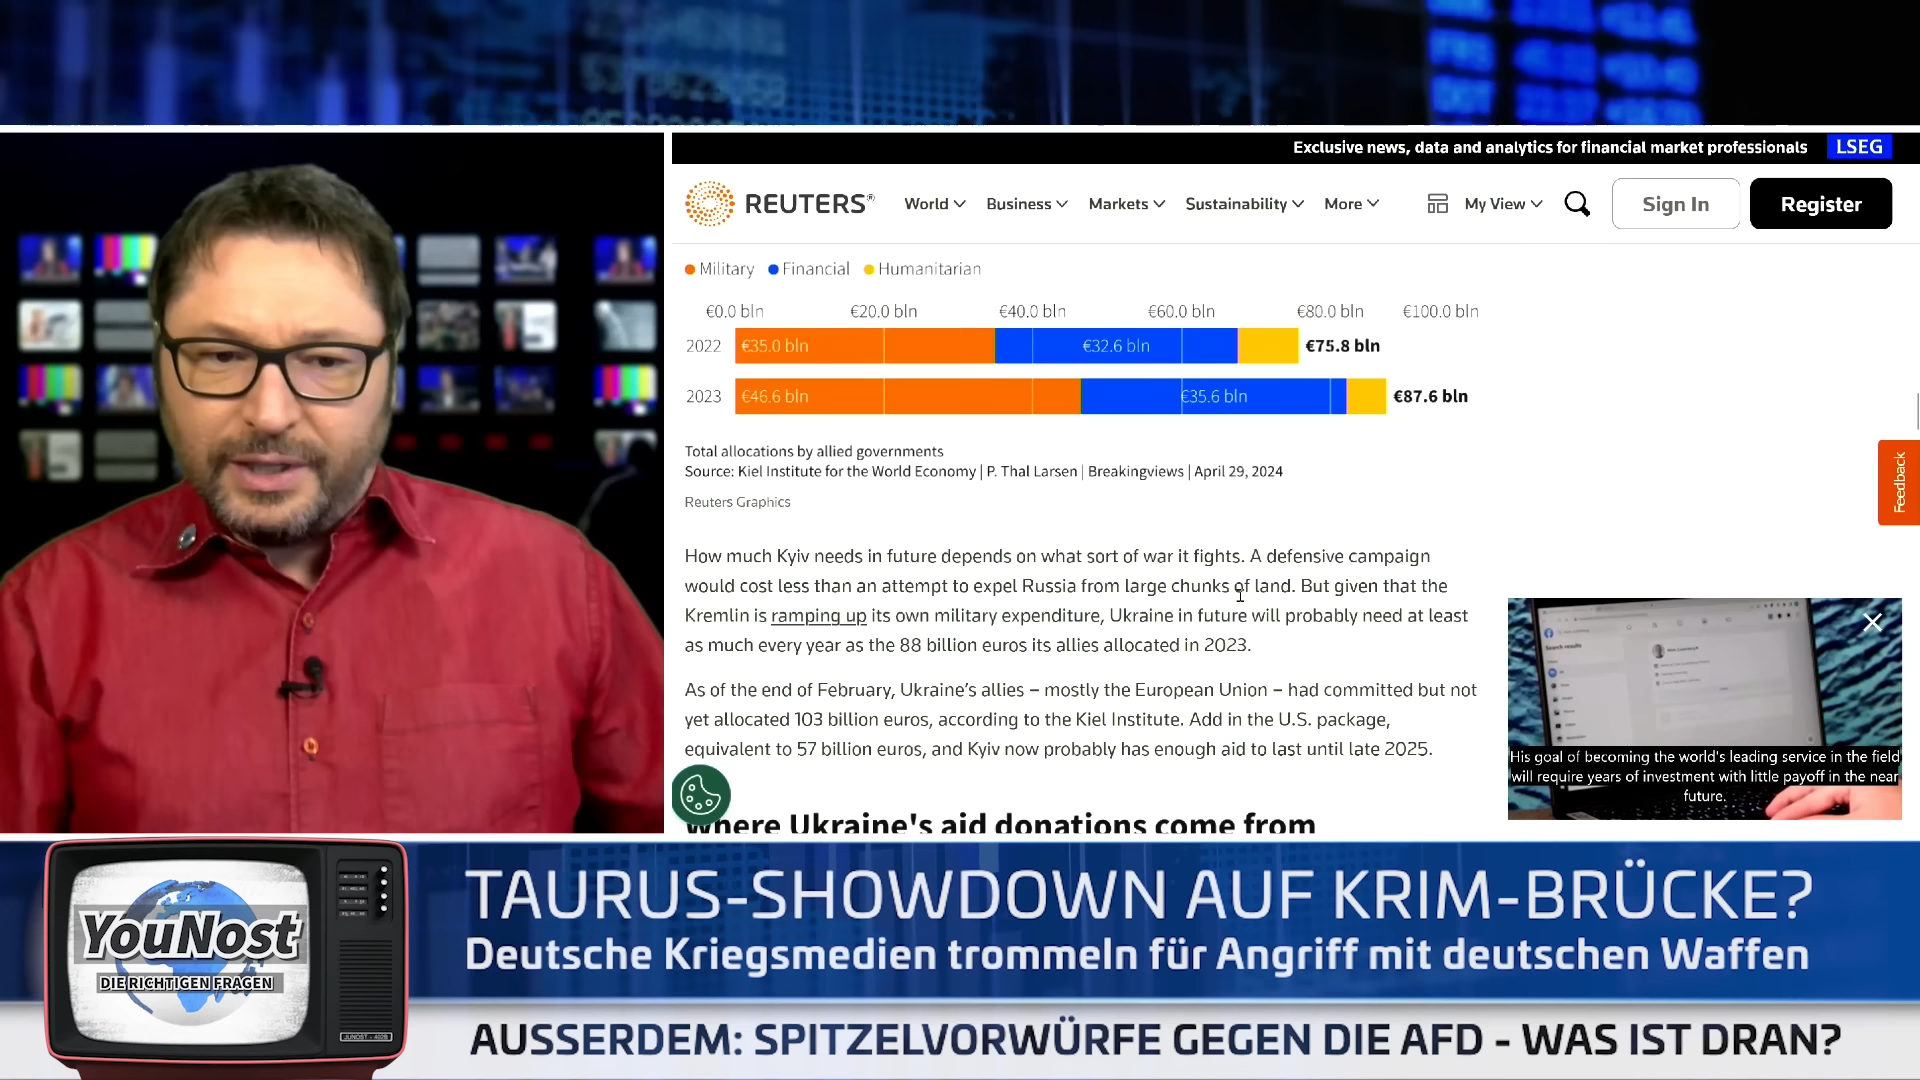 Exclusive news, data and analytics for financial market professionals LSEG
REUTERS® World Business Markets Sustainability More My View Sign In Register
Military Financial Humanitarian
€0.0 bln €20.0 bln €40.0 bln €60.0 bln €80.0 bln €100.0 bln
2022 €35.0 bln €32.6 bln €75.8 bln
2023 €46.6 bln €35.6 bln €87.6 bln
Total allocations by allied governments
Source: Kiel Institute for the World Economy | P. Thal Larsen | Breakingviews | April 29, 2024
Reuters Graphics
Feedback
How much Kyiv needs in future depends on what sort of war it fights. A defensive campaign
would cost less than an attempt to expel Russia from large chunks of land. But given that the
Kremlin is ramping up its own military expenditure, Ukraine in future will probably need at least
as much every year as the 88 billion euros its allies allocated in 2023.
As of the end of February, Ukraine’s allies – mostly the European Union – had committed but not
yet allocated 103 billion euros, according to the Kiel Institute. Add in the U.S. package,
equivalent to 57 billion euros, and Kyiv now probably has enough aid to last until late 2025.
Where Ukraine's aid donations come from
Search results
His goal of becoming the world's leading service in the field
will require years of investment with little payoff in the near
future.
YouNost
DIE RICHTIGEN FRAGEN
JUNOST - 402B
TAURUS-SHOWDOWN AUF KRIM-BRÜCKE?
Deutsche Kriegsmedien trommeln für Angriff mit deutschen Waffen
AUSSERDEM: SPITZELVORWÜRFE GEGEN DIE AFD - WAS IST DRAN?